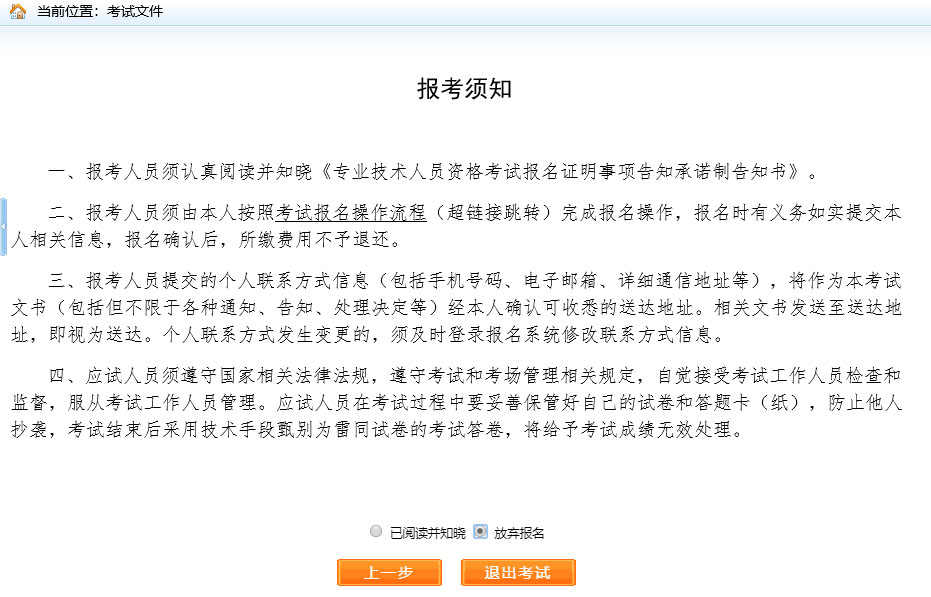 当前位置：考试文件
报考须知
一、报考人员须认真阅读并知晓《专业技术人员资格考试报名证明事项告知承诺制告知书》。
二、报考人员须由本人按照考试报名操作流程（超链接跳转）完成报名操作，报名时有义务如实提交本
人相关信息，报名确认后，所缴费用不予退还。
三、报考人员提交的个人联系方式信息（包括手机号码、电子邮箱、详细通信地址等），将作为本考试
文书（包括但不限于各种通知、告知、处理决定等）经本人确认可收悉的送达地址。相关文书发送至送达地
址，即视为送达。个人联系方式发生变更的，须及时登录报名系统修改联系方式信息。
四、应试人员须遵守国家相关法律法规，遵守考试和考场管理相关规定，自觉接受考试工作人员检查和
监督，服从考试工作人员管理。应试人员在考试过程中要妥善保管好自己的试卷和答题卡（纸），防止他人
抄袭，考试结束后采用技术手段甄别为雷同试卷的考试答卷，将给予考试成绩无效处理。
已阅读并知晓 放弃报名
上一步 退出考试